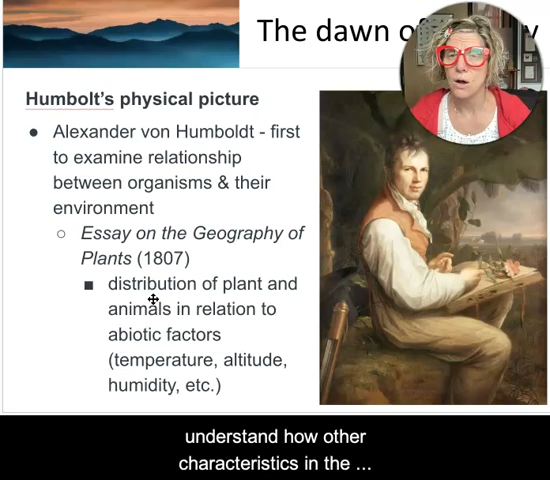 The dawn of
Humbolt's physical picture
● Alexander von Humboldt - first
to examine relationship
between organisms & their
environment
○ Essay on the Geography of
Plants (1807)
■ distribution of plant and
animals in relation to
abiotic factors
(temperature, altitude,
humidity, etc.)
understand how other
characteristics in the ...